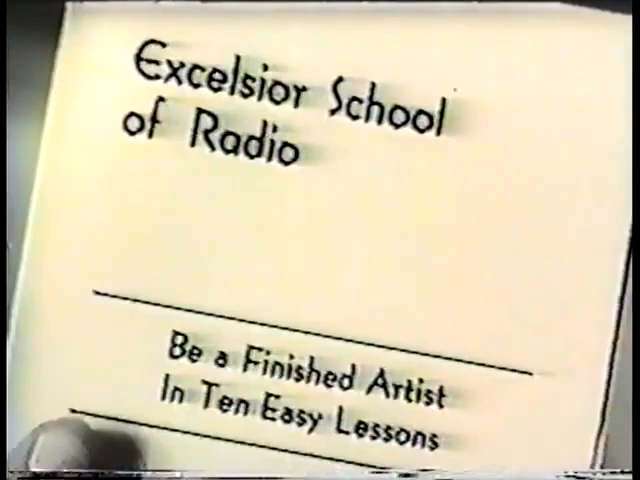 Excelsior School
of Radio
Be a Finished Artist
In Ten Easy Lessons